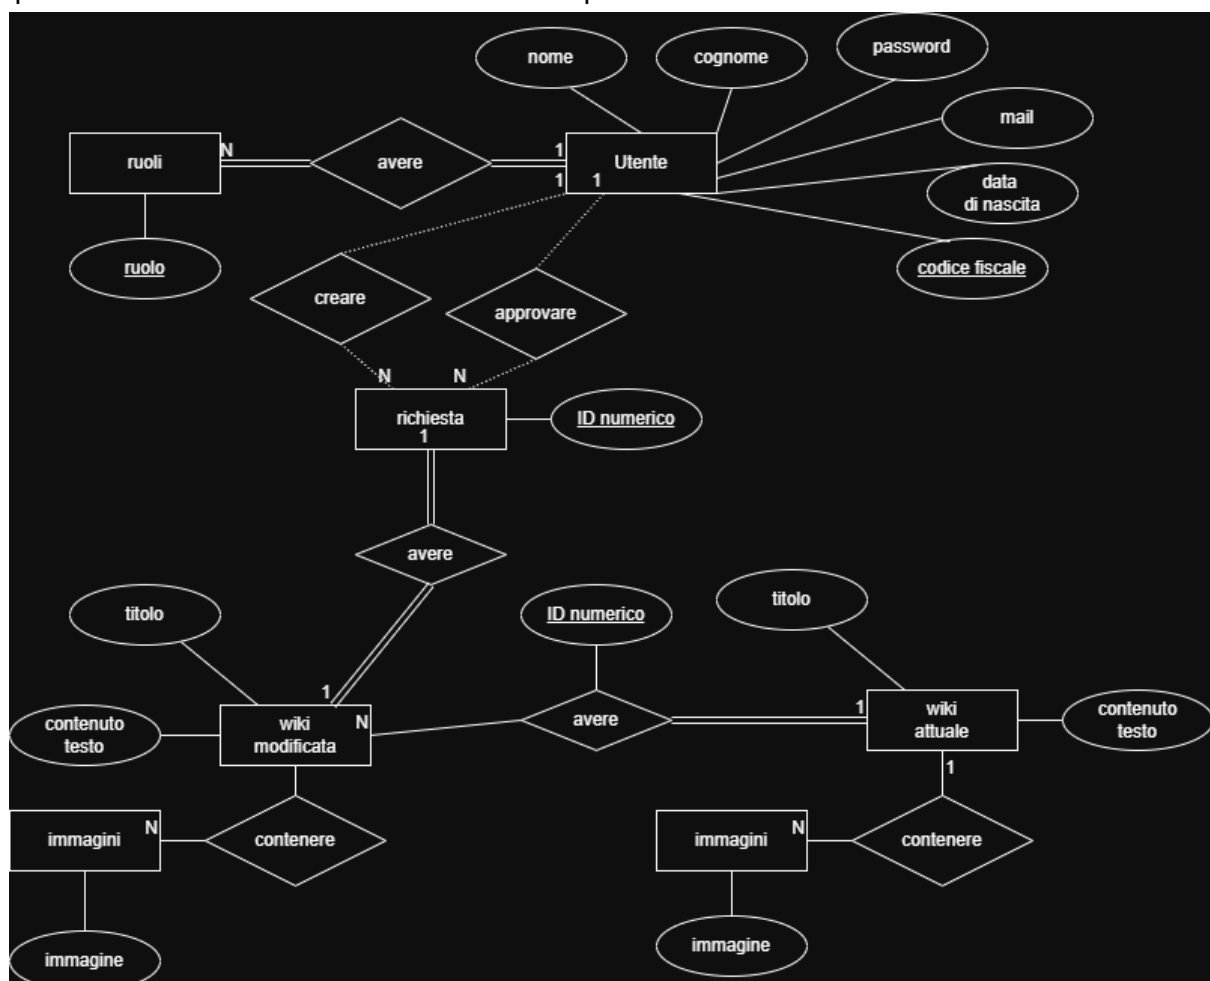 password
nome
cognome
mail
ruoli
N
avere
1
Utente
1
1
data
di nascita
ruolo
codice fiscale
creare
approvare
N
N
richiesta
1
ID numerico
avere
titolo
ID numerico
titolo
1
contenuto
testo
wiki
modificata
N
avere
1
wiki
attuale
contenuto
testo
1
immagini
N
contenere
immagini
N
contenere
immagine
immagine